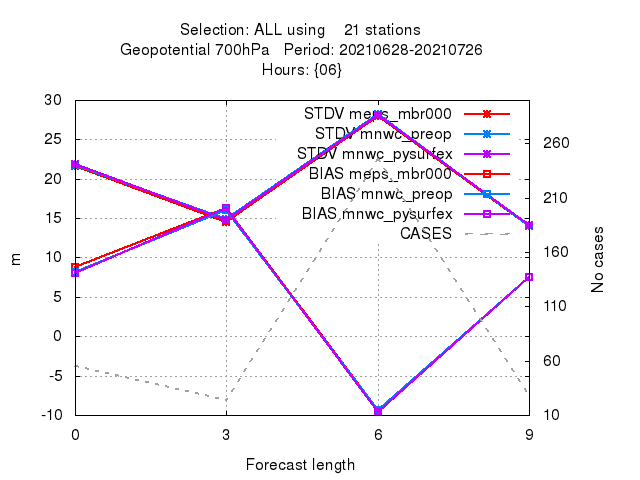 Selection: ALL using 21 stations
Geopotential 700hPa Period: 20210628-20210726
Hours: {06}
STDV meps_mbr000
STDV mnwc_preop
STDV mnwc_pysurfex
BIAS meps_mbr000
BIAS mnwc_preop
BIAS mnwc_pysurfex
CASES
30
25
20
15
10
5
0
-5
-10
m
260
210
160
110
60
10
No cases
0 3 6 9
Forecast length